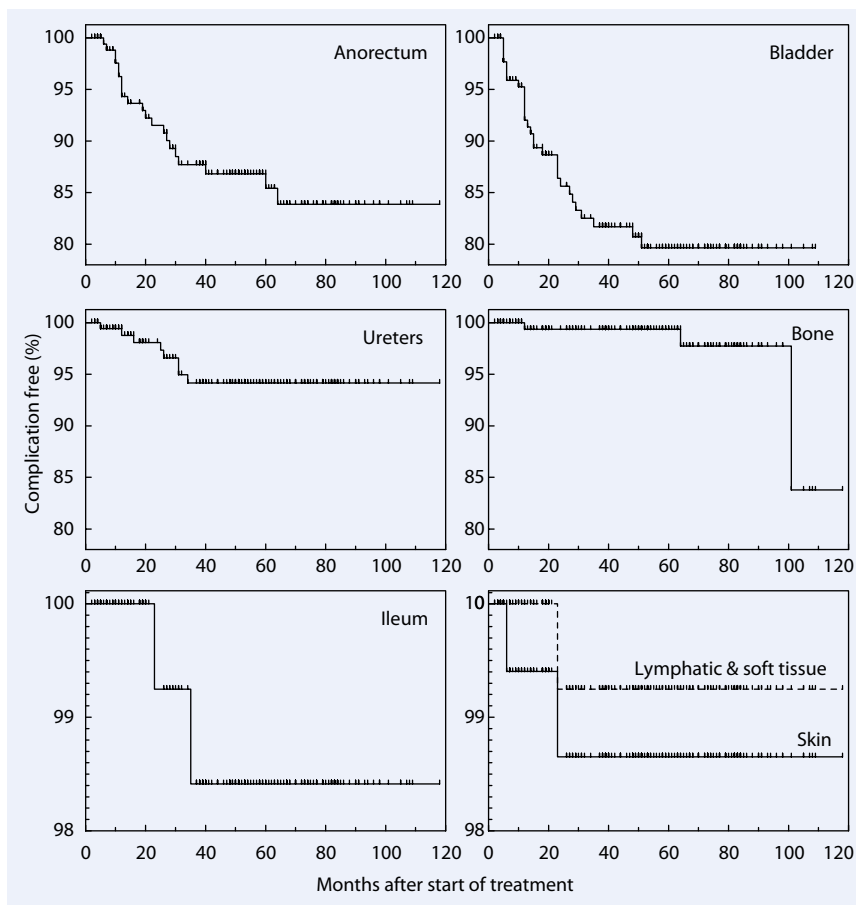 100
95
90
85
80
Anorectum
0 20 40 60 80 100 120
100
95
90
85
80
Bladder
0 20 40 60 80 100 120
Complication free (%)
100
95
90
85
80
Ureters
0 20 40 60 80 100 120
100
95
90
85
80
Bone
0 20 40 60 80 100 120
100
99
98
Ileum
0 20 40 60 80 100 120
100
99
98
Lymphatic & soft tissue
Skin
0 20 40 60 80 100 120
Months after start of treatment